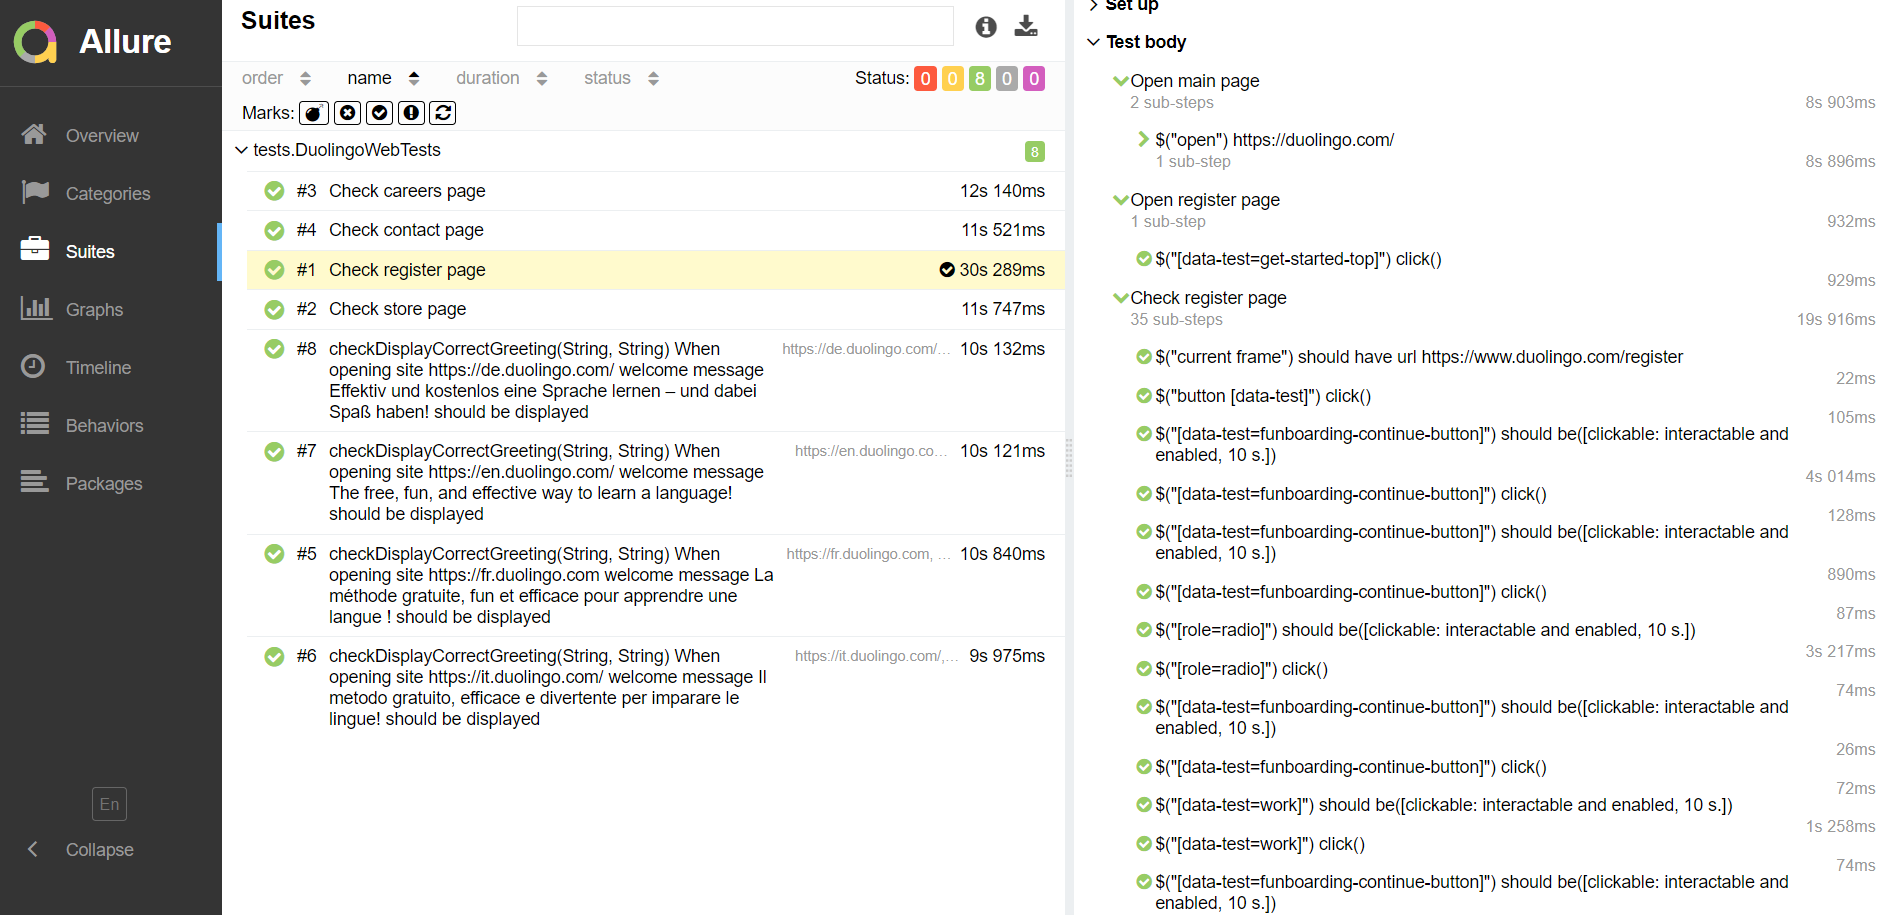 Allure
Overview
Categories
Suites
Graphs
Timeline
Behaviors
Packages
En
Collapse
Suites
order name duration status Status: 0 0 8 0 0
Marks:
tests.DuolingoWebTests 8
#3 Check careers page 12s 140ms
#4 Check contact page 11s 521ms
#1 Check register page 30s 289ms
#2 Check store page 11s 747ms
#8 checkDisplayCorrectGreeting(String, String) When https://de.duolingo.com/… 10s 132ms
opening site https://de.duolingo.com/ welcome message
Effektiv und kostenlos eine Sprache lernen – und dabei
Spaß haben! should be displayed
#7 checkDisplayCorrectGreeting(String, String) When https://en.duolingo.co… 10s 121ms
opening site https://en.duolingo.com/ welcome message
The free, fun, and effective way to learn a language!
should be displayed
#5 checkDisplayCorrectGreeting(String, String) When https://fr.duolingo.com, … 10s 840ms
opening site https://fr.duolingo.com welcome message La
méthode gratuite, fun et efficace pour apprendre une
langue ! should be displayed
#6 checkDisplayCorrectGreeting(String, String) When https://it.duolingo.com/,… 9s 975ms
opening site https://it.duolingo.com/ welcome message Il
metodo gratuito, efficace e divertente per imparare le
lingue! should be displayed
Set up
Test body
Open main page
2 sub-steps 8s 903ms
$("open") https://duolingo.com/
1 sub-step 8s 896ms
Open register page
1 sub-step 932ms
$("[data-test=get-started-top]") click()
929ms
Check register page
35 sub-steps 19s 916ms
$("current frame") should have url https://www.duolingo.com/register
22ms
$("button [data-test]") click()
105ms
$("[data-test=funboarding-continue-button]") should be([clickable: interactable and
enabled, 10 s.])
4s 014ms
$("[data-test=funboarding-continue-button]") click()
128ms
$("[data-test=funboarding-continue-button]") should be([clickable: interactable and
enabled, 10 s.])
890ms
$("[data-test=funboarding-continue-button]") click()
87ms
$("[role=radio]") should be([clickable: interactable and enabled, 10 s.])
3s 217ms
$("[role=radio]") click()
74ms
$("[data-test=funboarding-continue-button]") should be([clickable: interactable and
enabled, 10 s.])
26ms
$("[data-test=funboarding-continue-button]") click()
72ms
$("[data-test=work]") should be([clickable: interactable and enabled, 10 s.])
1s 258ms
$("[data-test=work]") click()
74ms
$("[data-test=funboarding-continue-button]") should be([clickable: interactable and
enabled, 10 s.])